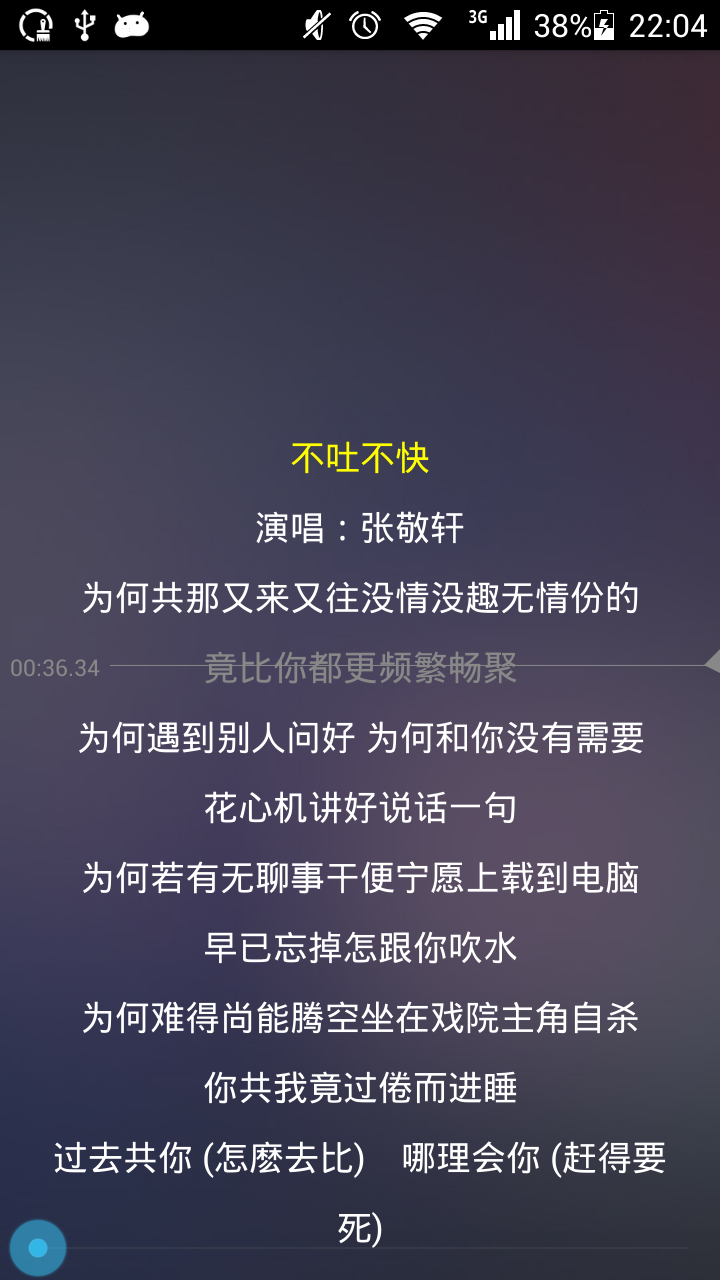 3G 38% 22:04
不吐不快
演唱：张敬轩
为何共那又来又往没情没趣无情份的
00:36.34 竟比你都更频繁畅聚
为何遇到别人问好 为何和你没有需要
花心机讲好说话一句
为何若有无聊事干便宁愿上载到电脑
早已忘掉怎跟你吹水
为何难得尚能腾空坐在戏院主角自杀
你共我竟过倦而进睡
过去共你 (怎麽去比)　哪理会你 (赶得要
死)